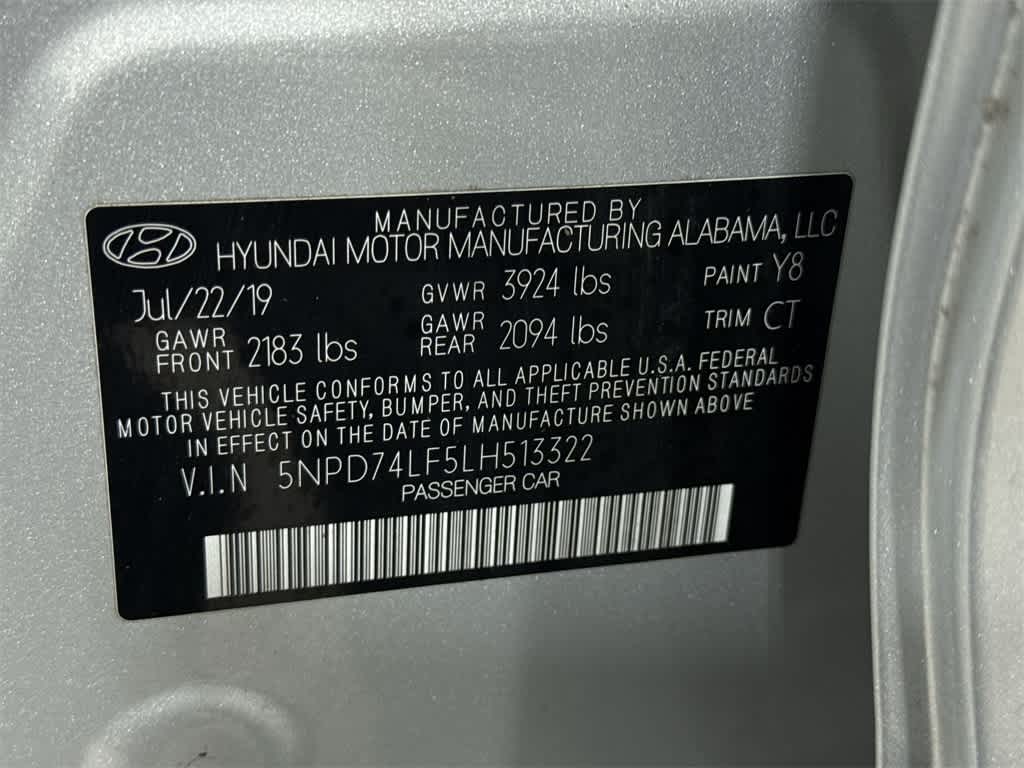 MANUFACTURED BY
HYUNDAI MOTOR MANUFACTURING ALABAMA, LLC
Jul/22/19 GVWR 3924 lbs PAINT Y8
GAWR FRONT 2183 lbs GAWR REAR 2094 lbs TRIM CT
THIS VEHICLE CONFORMS TO ALL APPLICABLE U.S.A. FEDERAL
MOTOR VEHICLE SAFETY, BUMPER, AND THEFT PREVENTION STANDARDS
IN EFFECT ON THE DATE OF MANUFACTURE SHOWN ABOVE
V.I.N 5NPD74LF5LH513322
PASSENGER CAR